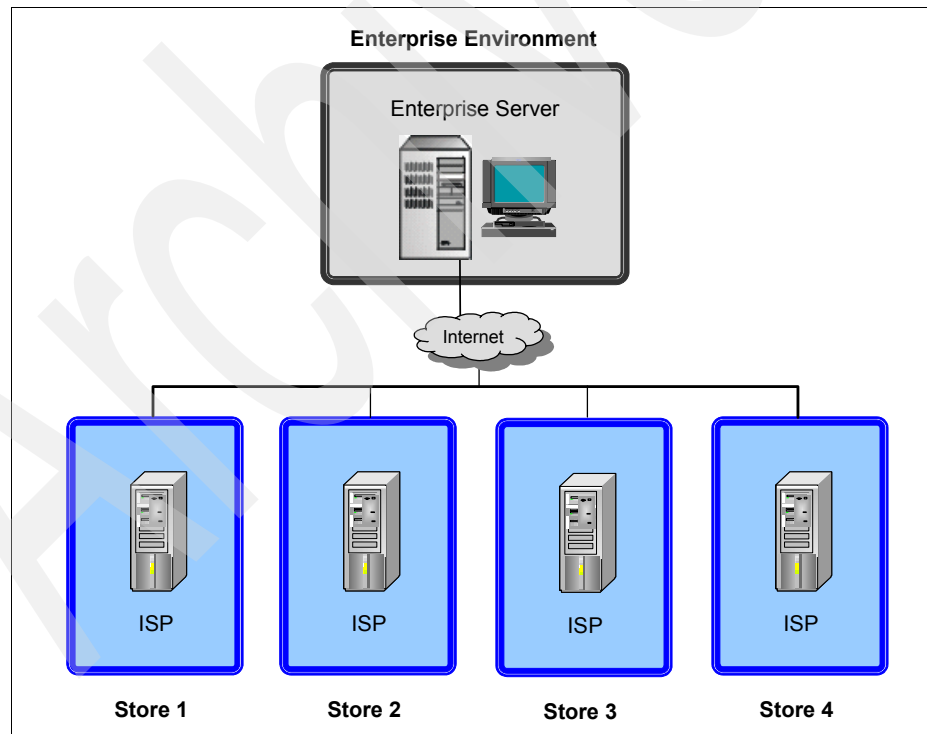 Enterprise Environment
Enterprise Server
Internet
ISP
ISP
ISP
ISP
Store 1
Store 2
Store 3
Store 4